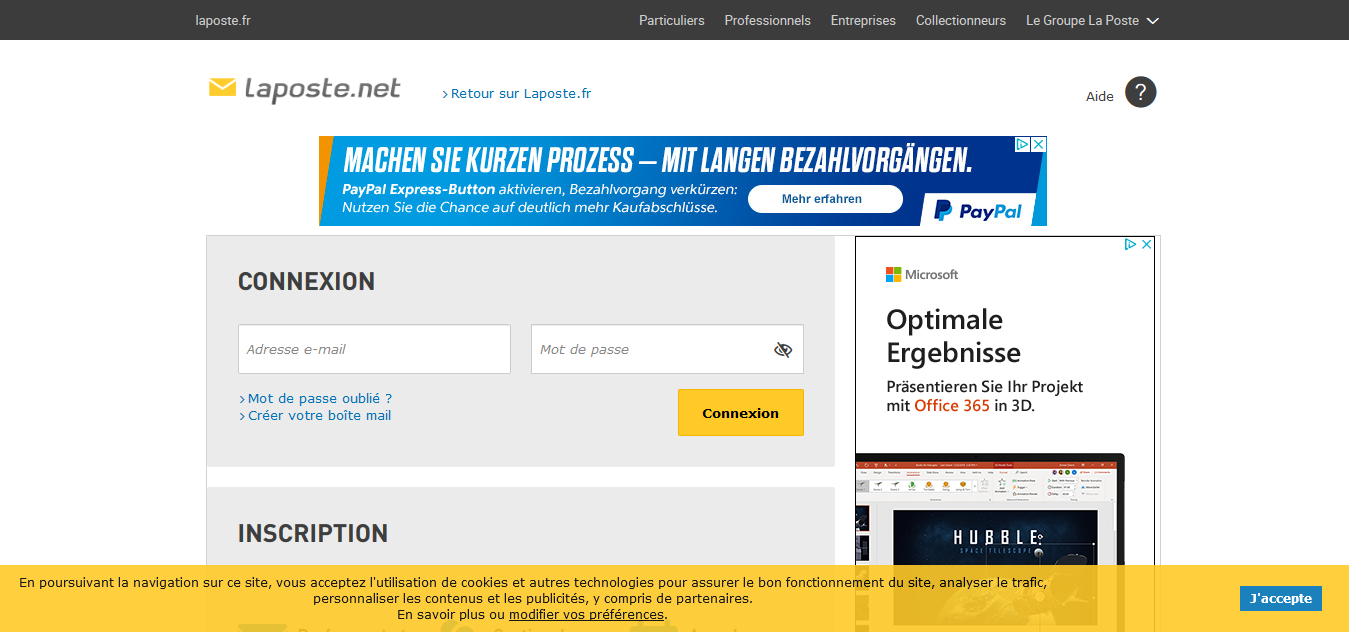 laposte.fr
Particuliers
Professionnels
Entreprises
Collectionneurs
Le Groupe La Poste
laposte.net
Retour sur Laposte.fr
Aide
?
MACHEN SIE KURZEN PROZESS – MIT LANGEN BEZAHLVORGÄNGEN.
PayPal Express-Button aktivieren, Bezahlvorgang verkürzen:
Nutzen Sie die Chance auf deutlich mehr Kaufabschlüsse.
Mehr erfahren
PayPal
CONNEXION
Adresse e-mail
Mot de passe
Mot de passe oublié ?
Créer votre boîte mail
Connexion
Microsoft
Optimale
Ergebnisse
Präsentieren Sie Ihr Projekt
mit Office 365 in 3D.
HUBBLE
SPACE TELESCOPE
INSCRIPTION
En poursuivant la navigation sur ce site, vous acceptez l'utilisation de cookies et autres technologies pour assurer le bon fonctionnement du site, analyser le trafic,
personnaliser les contenus et les publicités, y compris de partenaires.
En savoir plus ou modifier vos préférences.
J'accepte